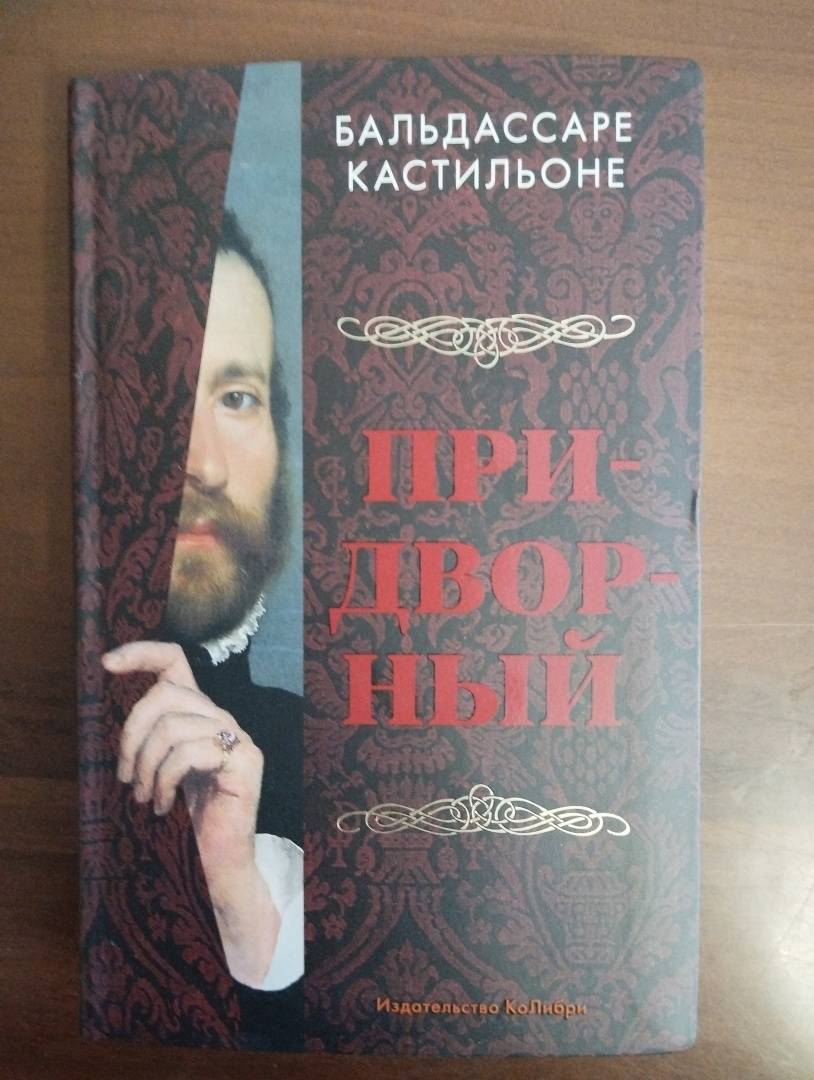 БАЛЬДАССАРЕ
КАСТИЛЬОНЕ
ПРИ-
ДВОР-
НЫЙ
Издательство КоЛибри